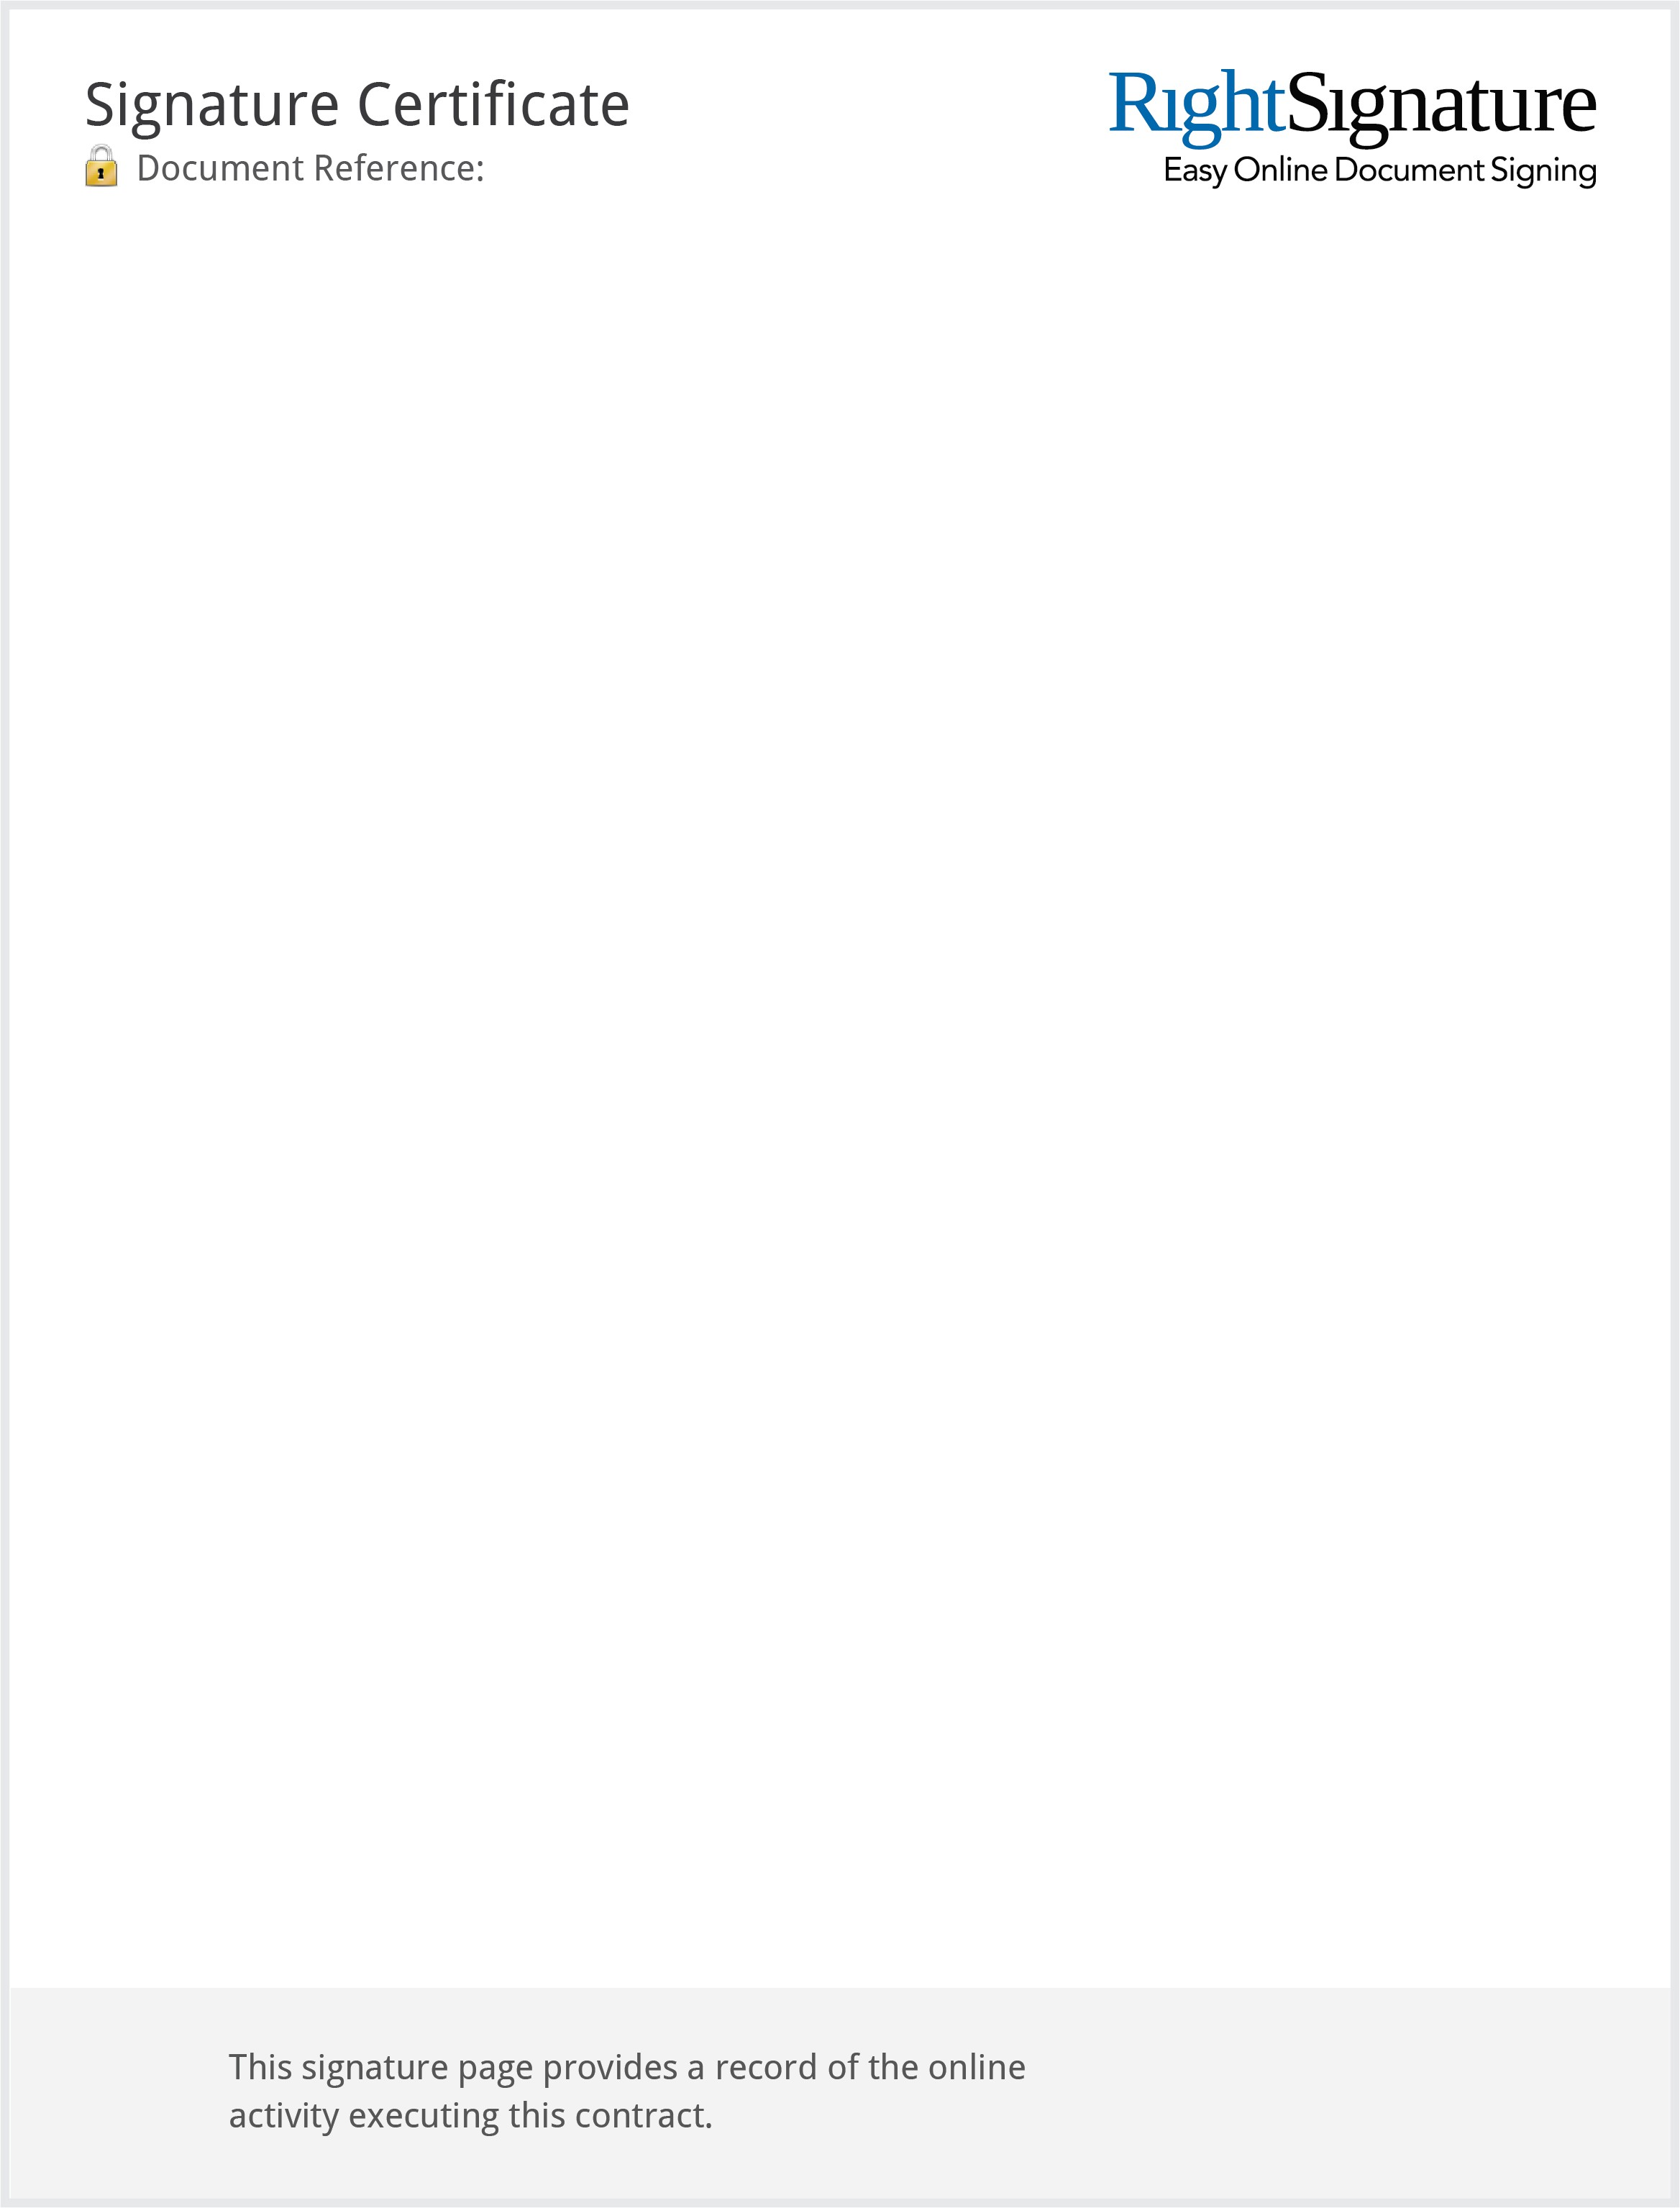 Signature Certificate
Document Reference:
RightSignature
Easy Online Document Signing
This signature page provides a record of the online
activity executing this contract.